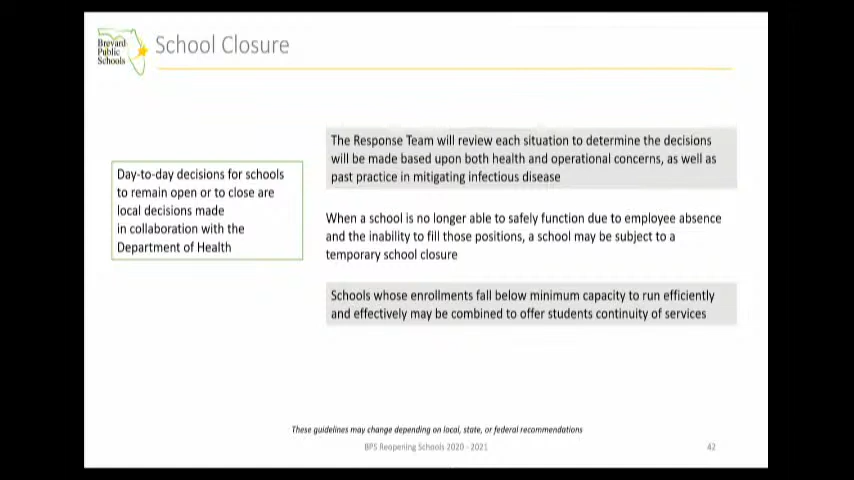 Brevard
Public
Schools
School Closure
Day-to-day decisions for schools
to remain open or to close are
local decisions made
in collaboration with the
Department of Health
The Response Team will review each situation to determine the decisions
will be made based upon both health and operational concerns, as well as
past practice in mitigating infectious disease
When a school is no longer able to safely function due to employee absence
and the inability to fill those positions, a school may be subject to a
temporary school closure
Schools whose enrollments fall below minimum capacity to run efficiently
and effectively may be combined to offer students continuity of services
These guidelines may change depending on local, state, or federal recommendations
BPS Reopening Schools 2020 - 2021
42